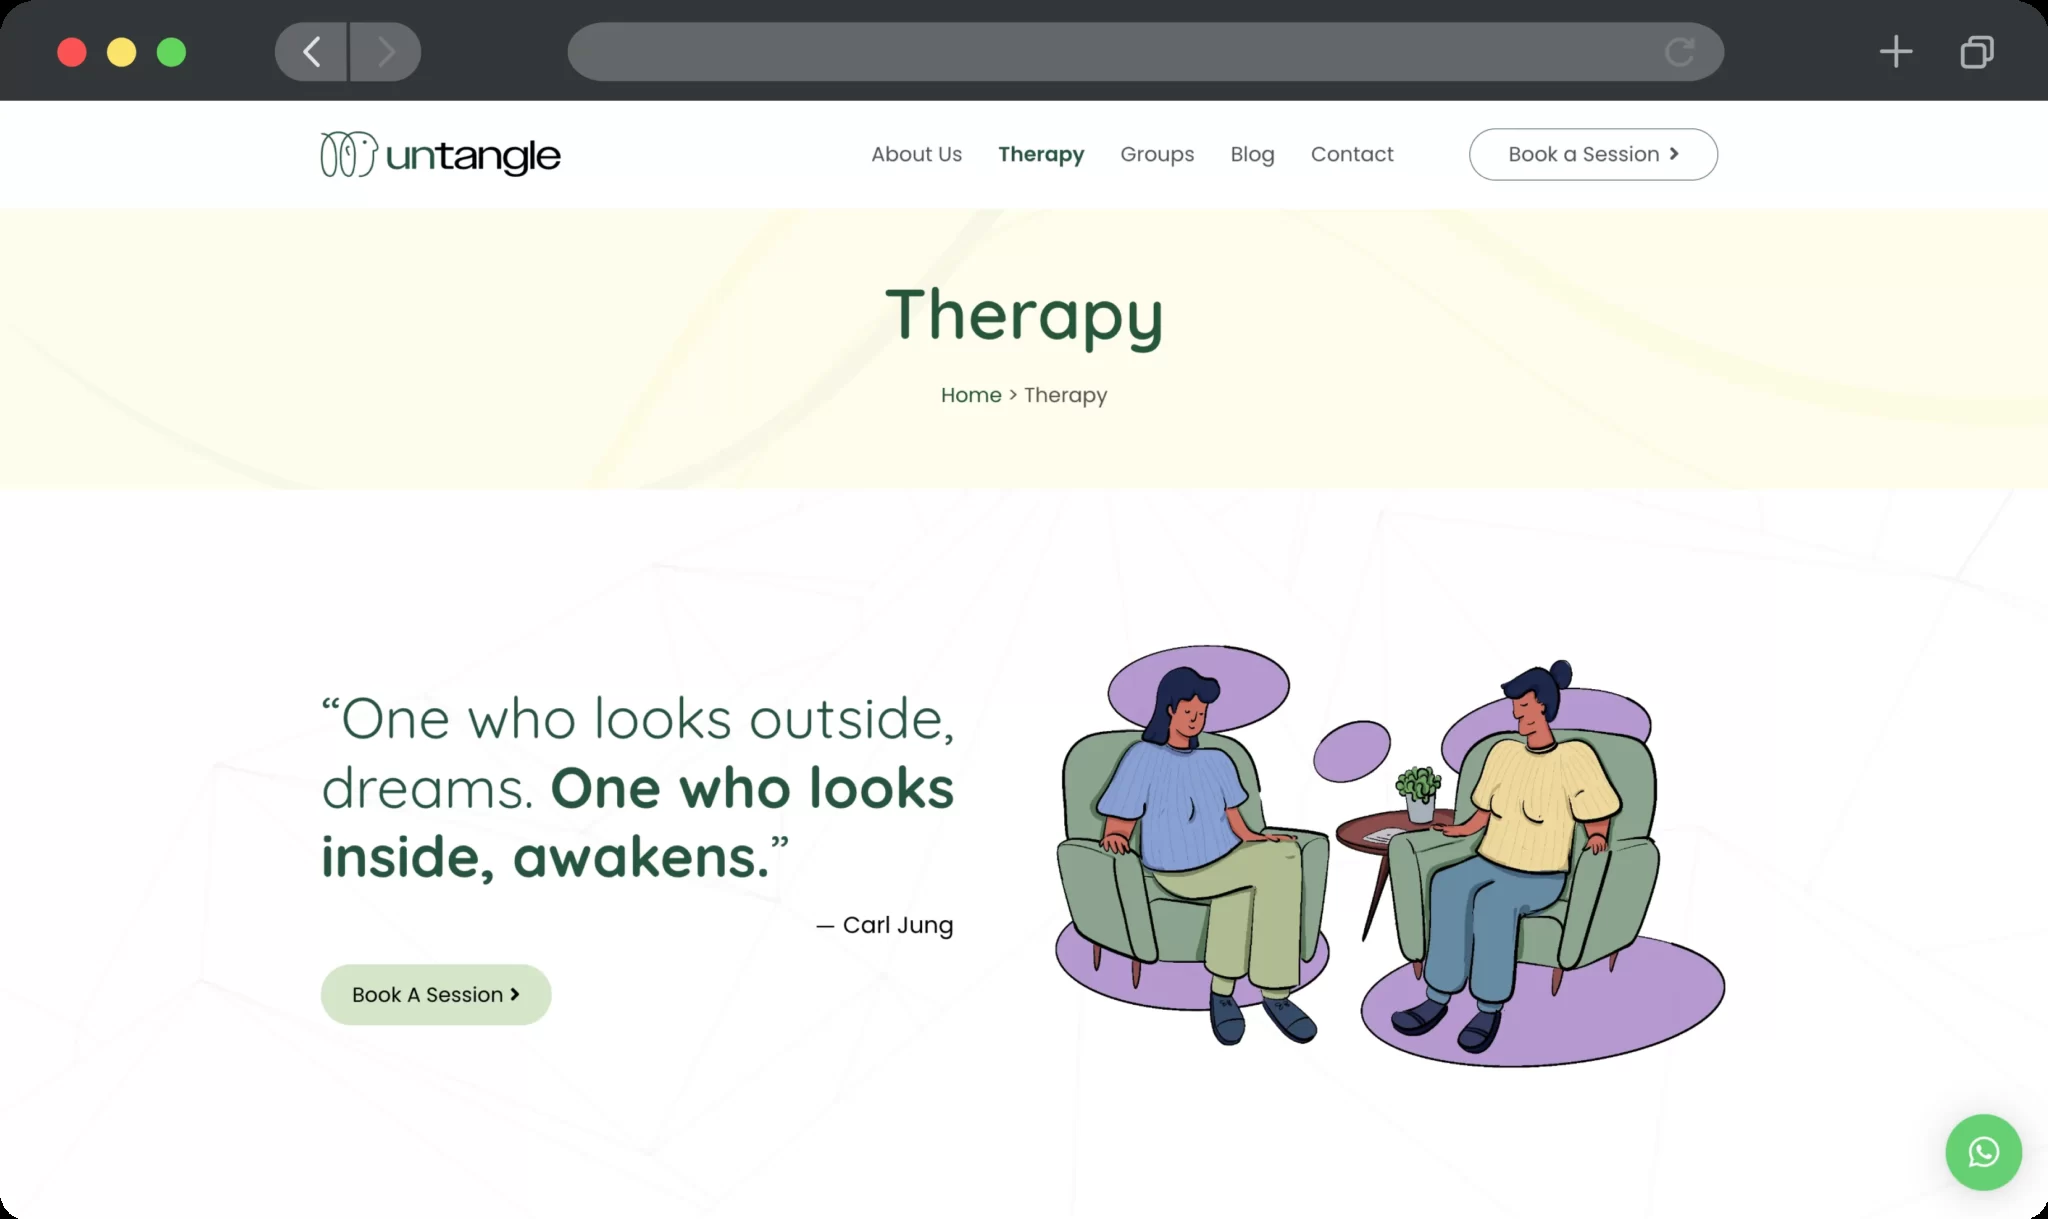 untangle
About Us
Therapy
Groups
Blog
Contact
Book a Session
Therapy
Home > Therapy
“One who looks outside,
dreams. One who looks
inside, awakens.”
— Carl Jung
Book A Session